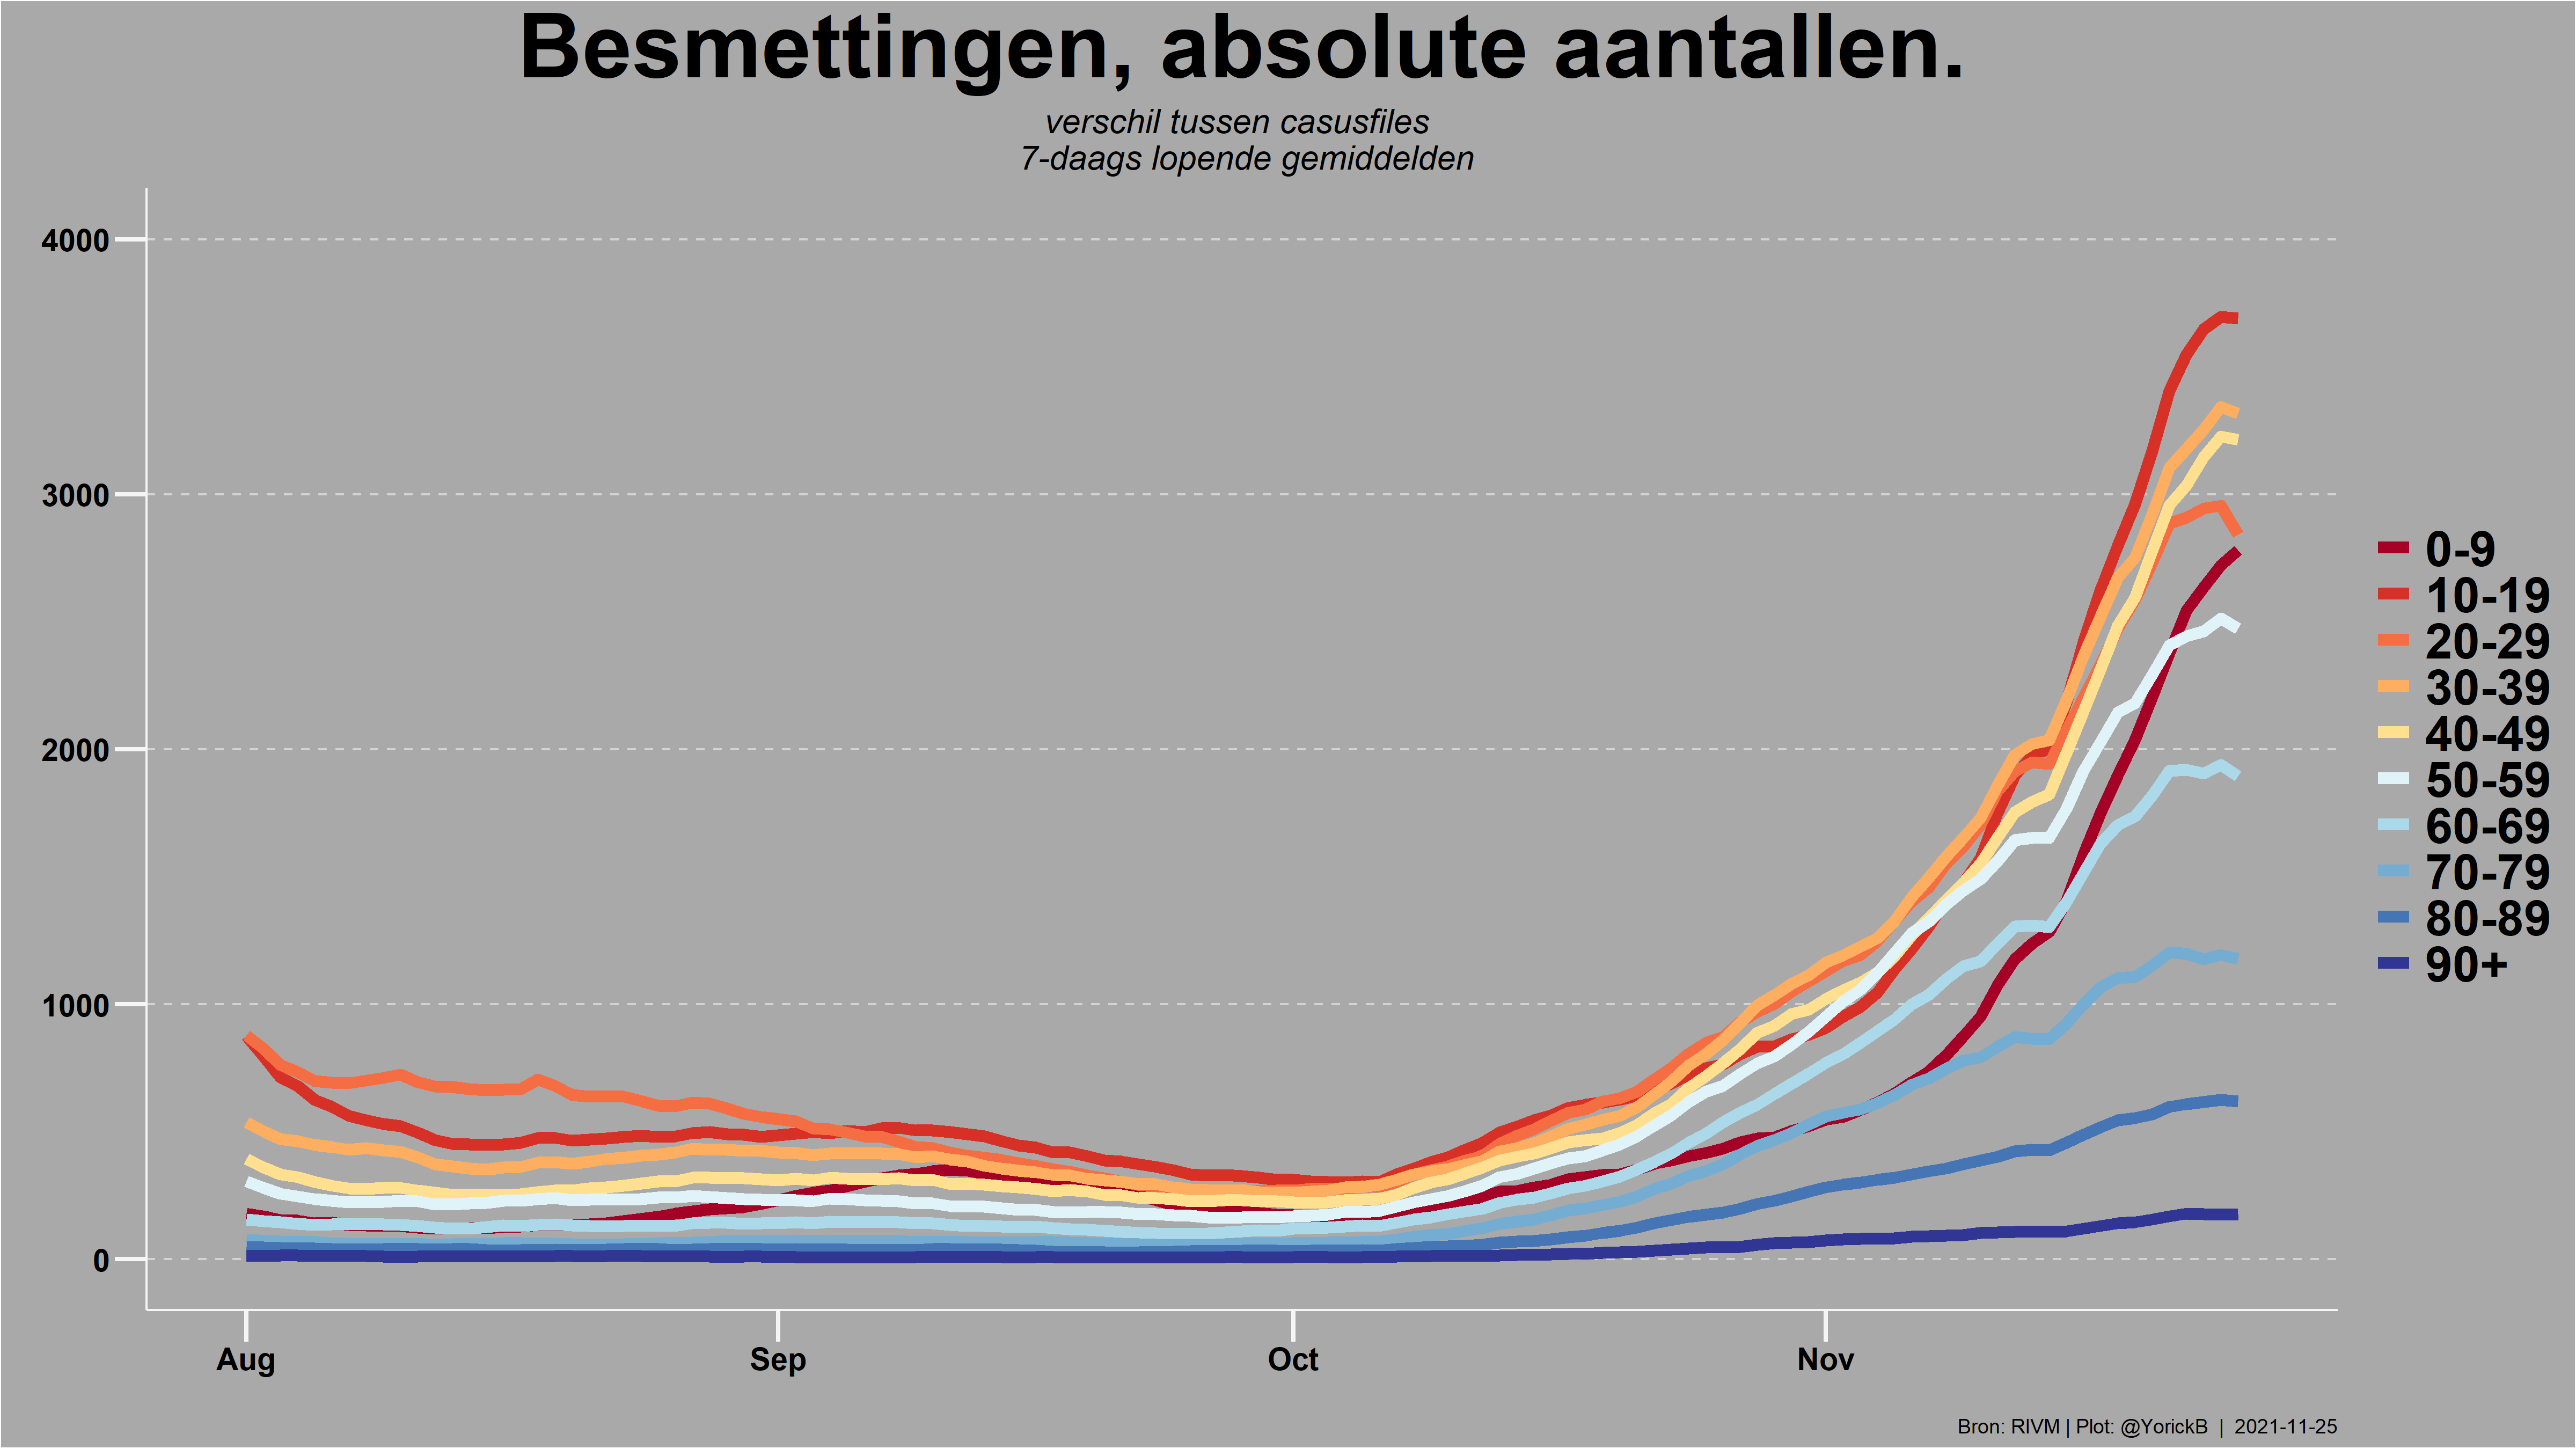 Besmettingen, absolute aantallen.
verschil tussen casusfiles
7-daags lopende gemiddelden
4000
3000
2000
1000
0
Aug
Sep
Oct
Nov
0-9
10-19
20-29
30-39
40-49
50-59
60-69
70-79
80-89
90+
Bron: RIVM | Plot: @YorickB | 2021-11-25